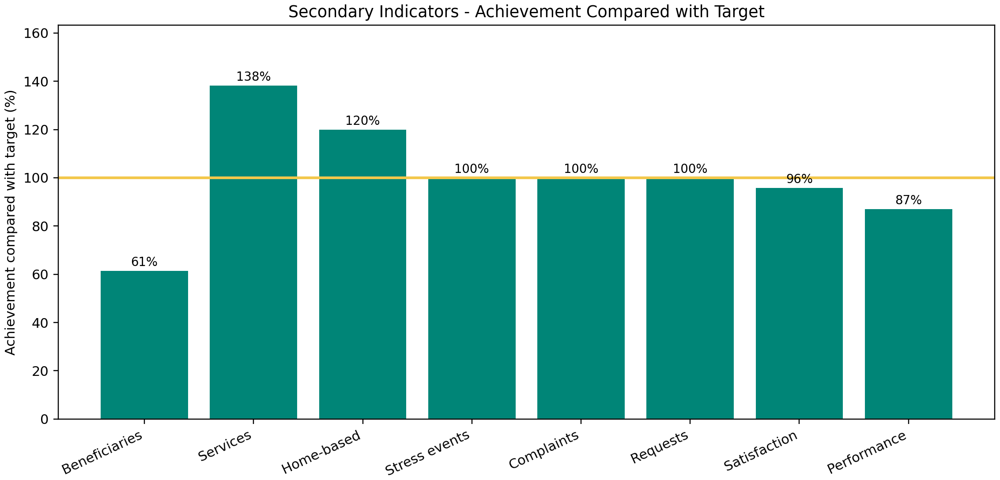 Secondary Indicators - Achievement Compared with Target
Achievement compared with target (%)
160
140
120
100
80
60
40
20
0
61%
138%
120%
100%
100%
100%
96%
87%
Beneficiaries
Services
Home-based
Stress events
Complaints
Requests
Satisfaction
Performance